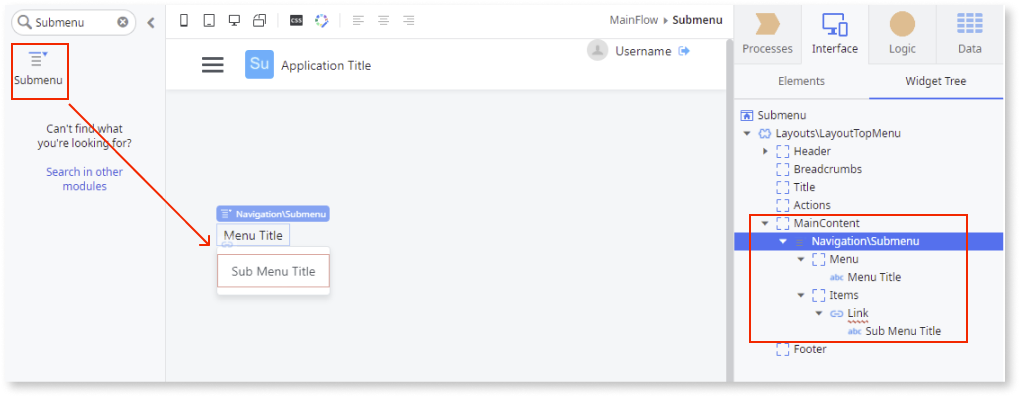 Submenu
Submenu
Can't find what
you're looking for?
Search in other
modules
CSS
MainFlow Submenu
Su Application Title
Username
Navigation\Submenu
Menu Title
Sub Menu Title
Processes Interface Logic Data
Elements Widget Tree
Submenu
Layouts\LayoutTopMenu
Header
Breadcrumbs
Title
Actions
MainContent
Navigation\Submenu
Menu
abc Menu Title
Items
Link
abc Sub Menu Title
Footer